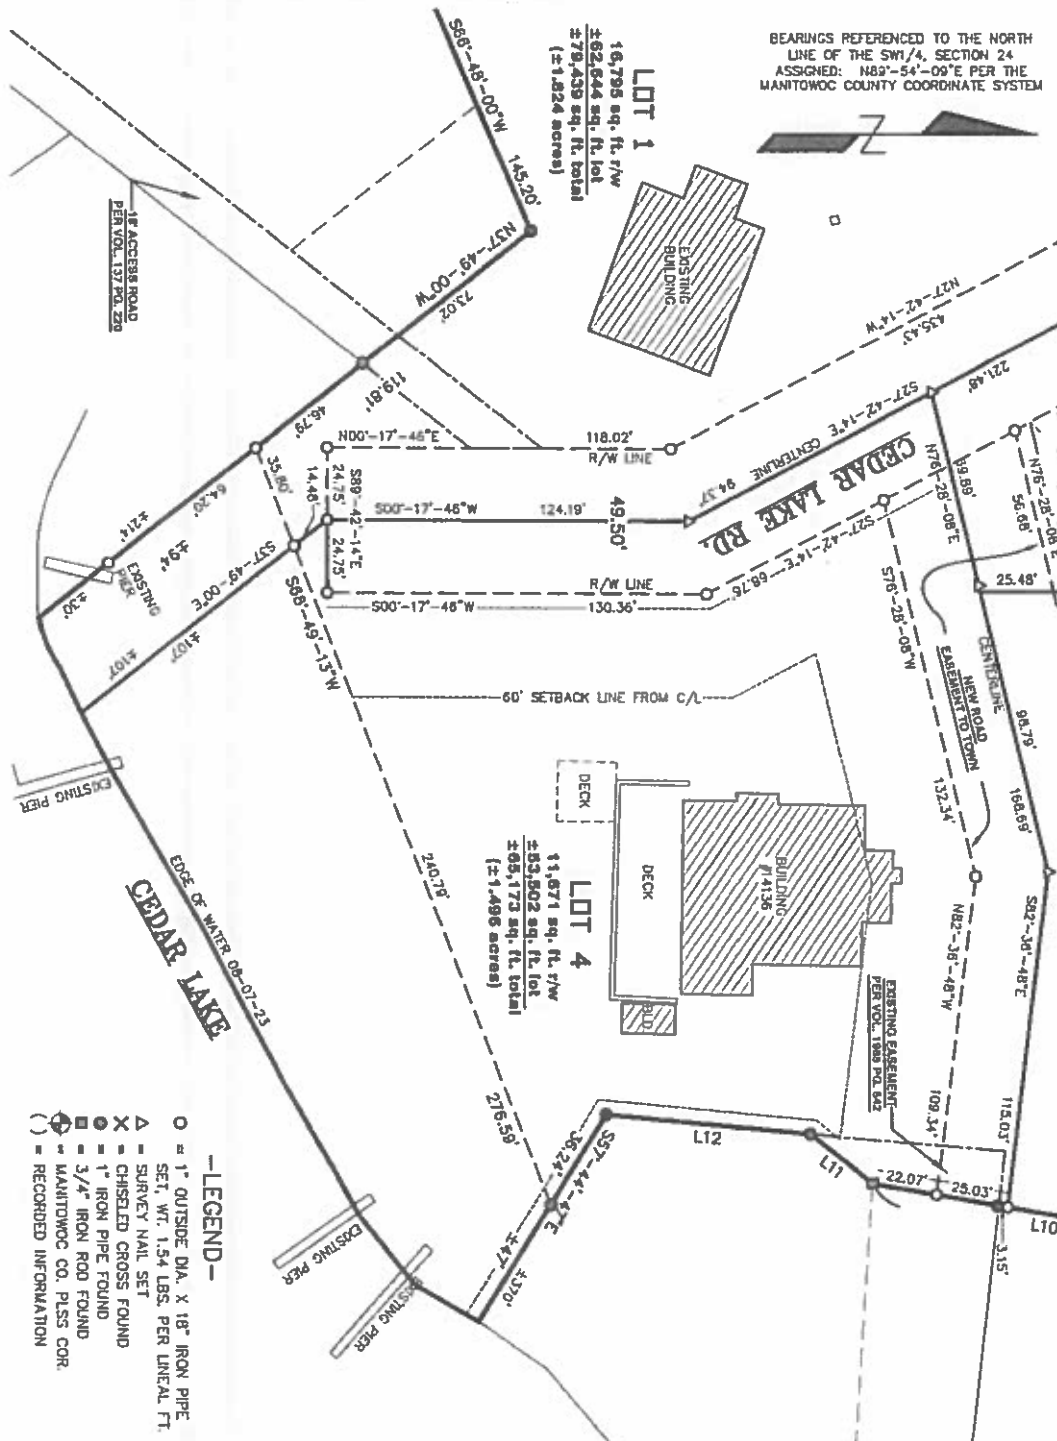 BEARINGS REFERENCED TO THE NORTH
LINE OF THE SW1/4, SECTION 24
ASSIGNED: N89°-54'-09"E PER THE
MANITOWOC COUNTY COORDINATE SYSTEM
Z
LOT 1
16,795 sq. ft. r/w
±62,644 sq. ft. lot
±79,439 sq. ft. total
(±1.824 acres)
S66°-48'-00"W
145.20'
N37°-49'-00"W
73.02'
119.81'
46.79'
18' ACCESS ROAD
PER VOL. 137 PG. 220
EXISTING
BUILDING
N27°-42'-14"W
435.43'
221.48'
S27°-42'-14"E
CENTERLINE
94.37'
CEDAR LAKE RD.
N00°-17'-46"E
118.02'
R/W LINE
S89°-42'-14"E
24.75'
24.75'
14.46'
35.80'
S00°-17'-46"W
124.19'
49.50'
R/W LINE
S00°-17'-46"W
130.36'
S27°-42'-14"E
68.76'
N76°-28'-08"E
69.89'
N76°-28'-08"E
56.68'
25.48'
S76°-28'-08"W
132.34'
CENTERLINE
98.79'
168.69'
NEW ROAD
EASEMENT TO TOWN
64.20'
±214'
±94'
±30'
EXISTING
PIER
S37°-49'-00"E
±107'
±107'
S68°-49'-13"W
240.79'
276.59'
60' SETBACK LINE FROM C/L
DECK
DECK
BUILDING
#14135
BLD
LOT 4
11,671 sq. ft. r/w
±53,502 sq. ft. lot
±65,173 sq. ft. total
(±1.496 acres)
S82°-36'-48"E
115.03'
N82°-36'-48"W
109.34'
EXISTING EASEMENT
PER VOL. 1988 PG. 642
L12
L11
22.07'
25.03'
L10
3.15'
36.24'
S57°-44'-47"E
±47'
±370'
EXISTING PIER
EDGE OF WATER 08-07-23
CEDAR LAKE
EXISTING PIER
EXISTING PIER
-LEGEND-
○ = 1" OUTSIDE DIA. X 18" IRON PIPE
SET, WT. 1.54 LBS. PER LINEAL FT.
△ = SURVEY NAIL SET
X = CHISELED CROSS FOUND
= 1" IRON PIPE FOUND
= 3/4" IRON ROD FOUND
= MANITOWOC CO. PLSS COR.
( ) = RECORDED INFORMATION